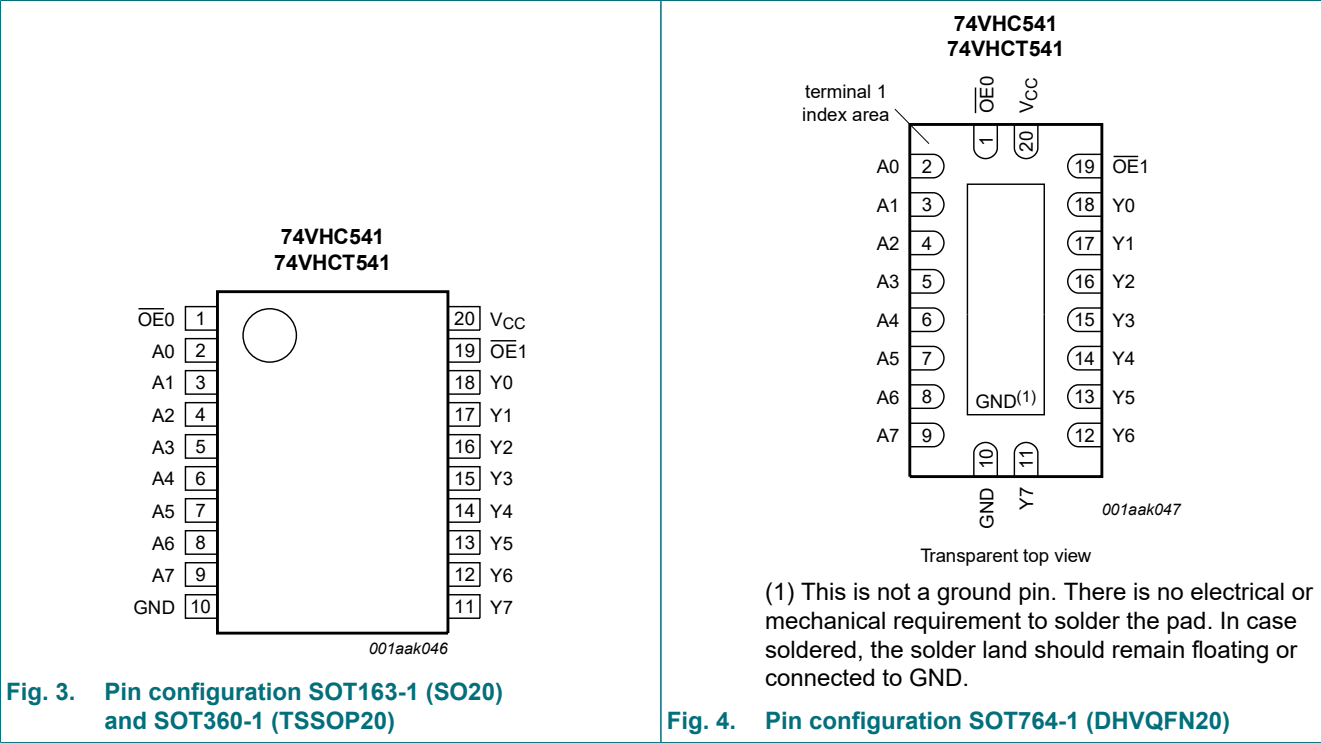 74VHC541
74VHCT541
OE0 1
A0 2
A1 3
A2 4
A3 5
A4 6
A5 7
A6 8
A7 9
GND 10
20 VCC
19 OE1
18 Y0
17 Y1
16 Y2
15 Y3
14 Y4
13 Y5
12 Y6
11 Y7
001aak046
Fig. 3. Pin configuration SOT163-1 (SO20)
and SOT360-1 (TSSOP20)
74VHC541
74VHCT541
terminal 1
index area
OE0
VCC
1
20
A0 2
A1 3
A2 4
A3 5
A4 6
A5 7
A6 8
A7 9
19 OE1
18 Y0
17 Y1
16 Y2
15 Y3
14 Y4
13 Y5
12 Y6
GND(1)
10
11
GND
Y7
001aak047
Transparent top view
(1) This is not a ground pin. There is no electrical or
mechanical requirement to solder the pad. In case
soldered, the solder land should remain floating or
connected to GND.
Fig. 4. Pin configuration SOT764-1 (DHVQFN20)